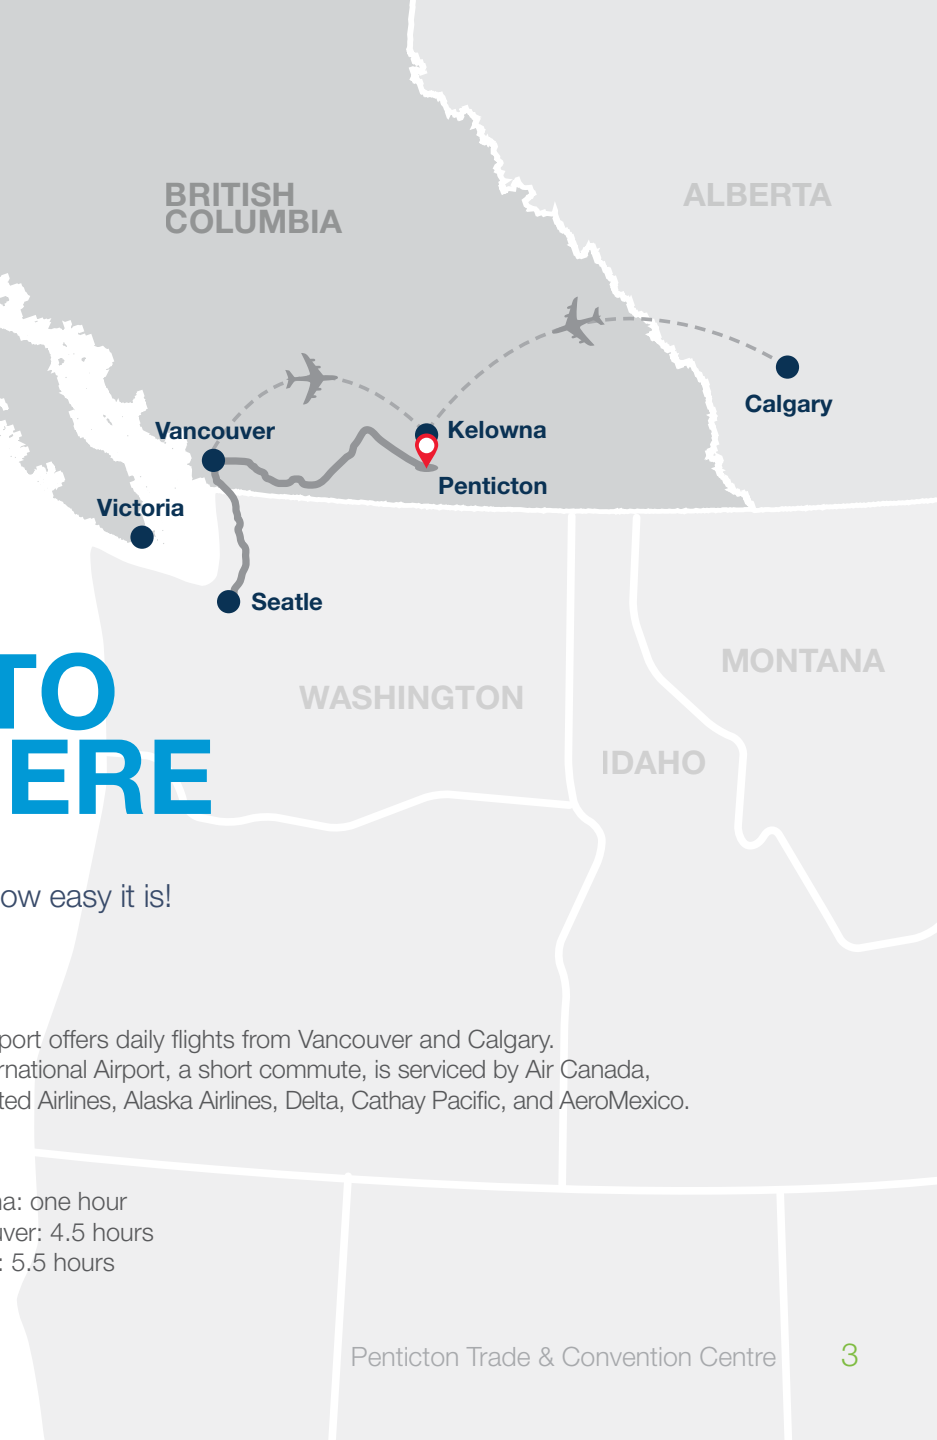 BRITISH
COLUMBIA
ALBERTA
Calgary
Vancouver
Kelowna
Penticton
Victoria
Seatle
TO
ERE
MONTANA
WASHINGTON
IDAHO
ow easy it is!
port offers daily flights from Vancouver and Calgary.
rnational Airport, a short commute, is serviced by Air Canada,
ted Airlines, Alaska Airlines, Delta, Cathay Pacific, and AeroMexico.
na: one hour
uver: 4.5 hours
: 5.5 hours
Penticton Trade & Convention Centre 3